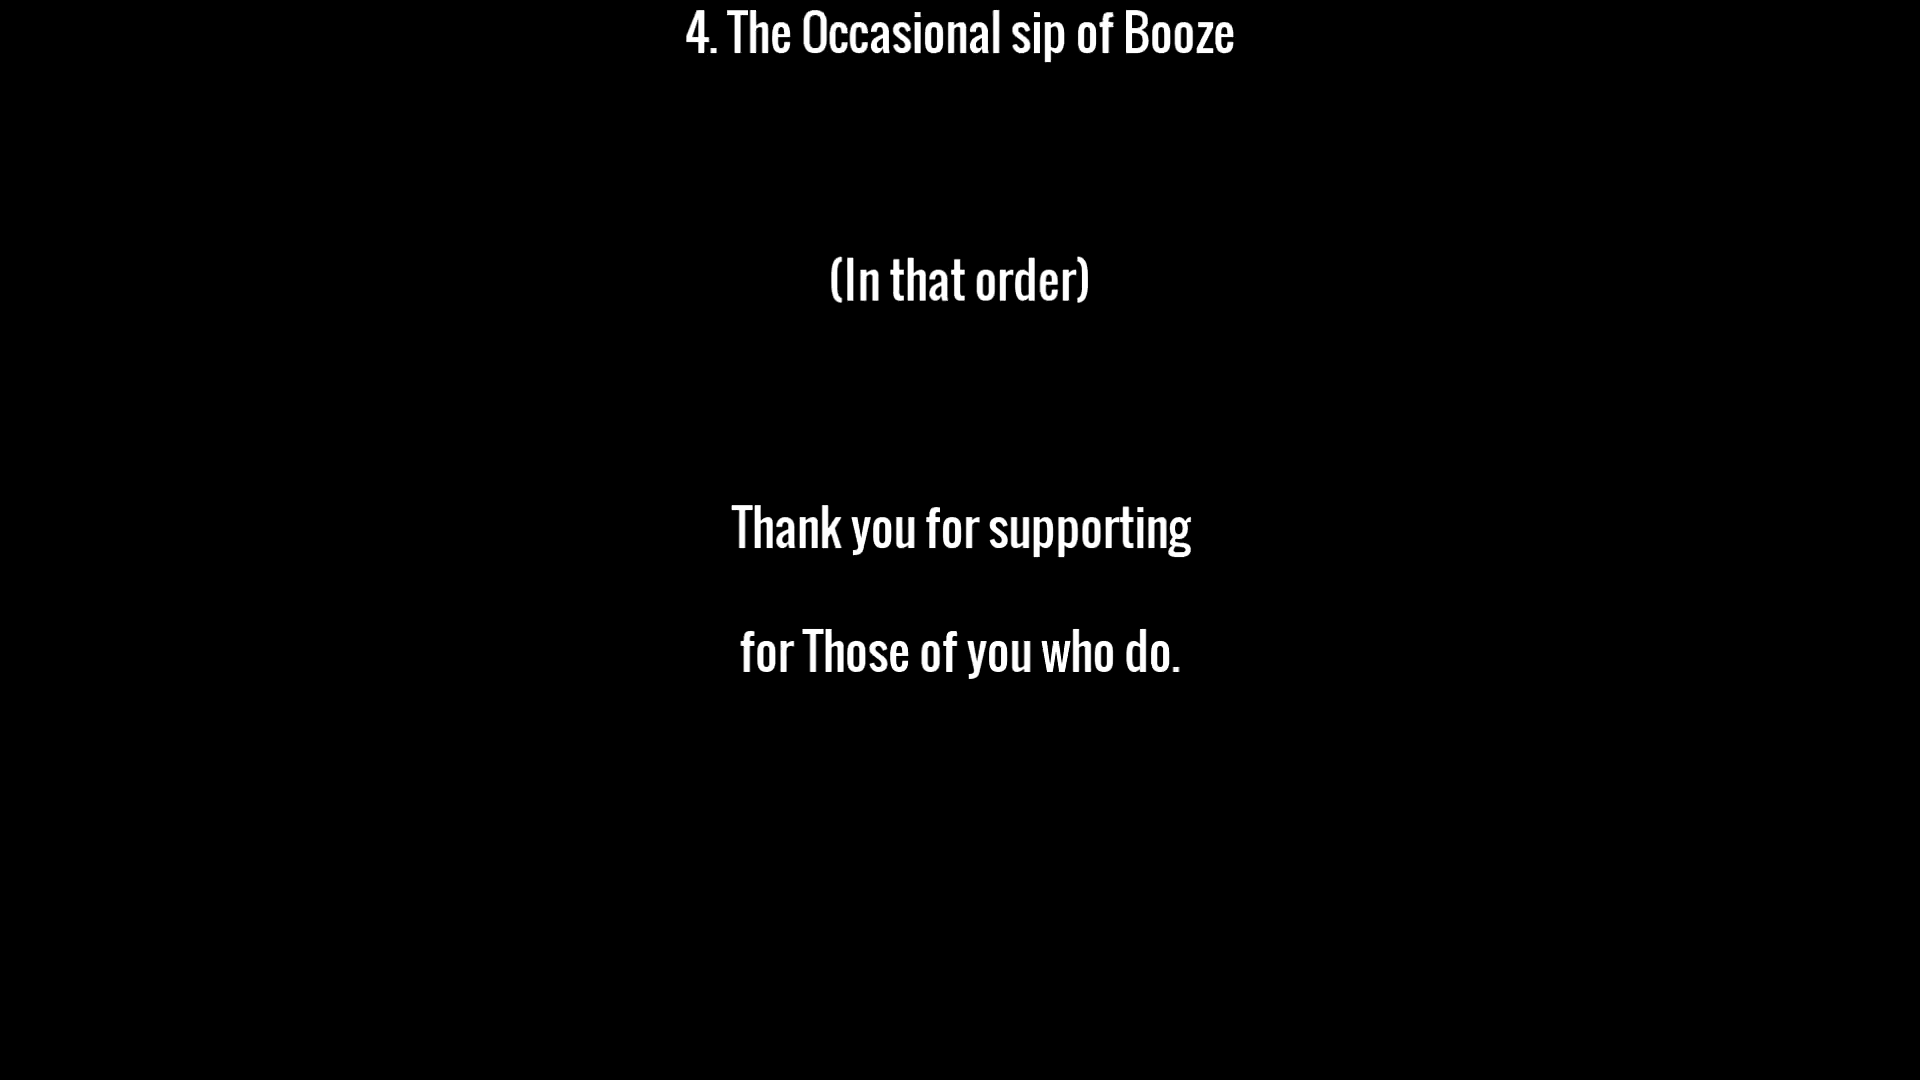 4. The Occasional sip of Booze
(In that order)
Thank you for supporting
for Those of you who do.